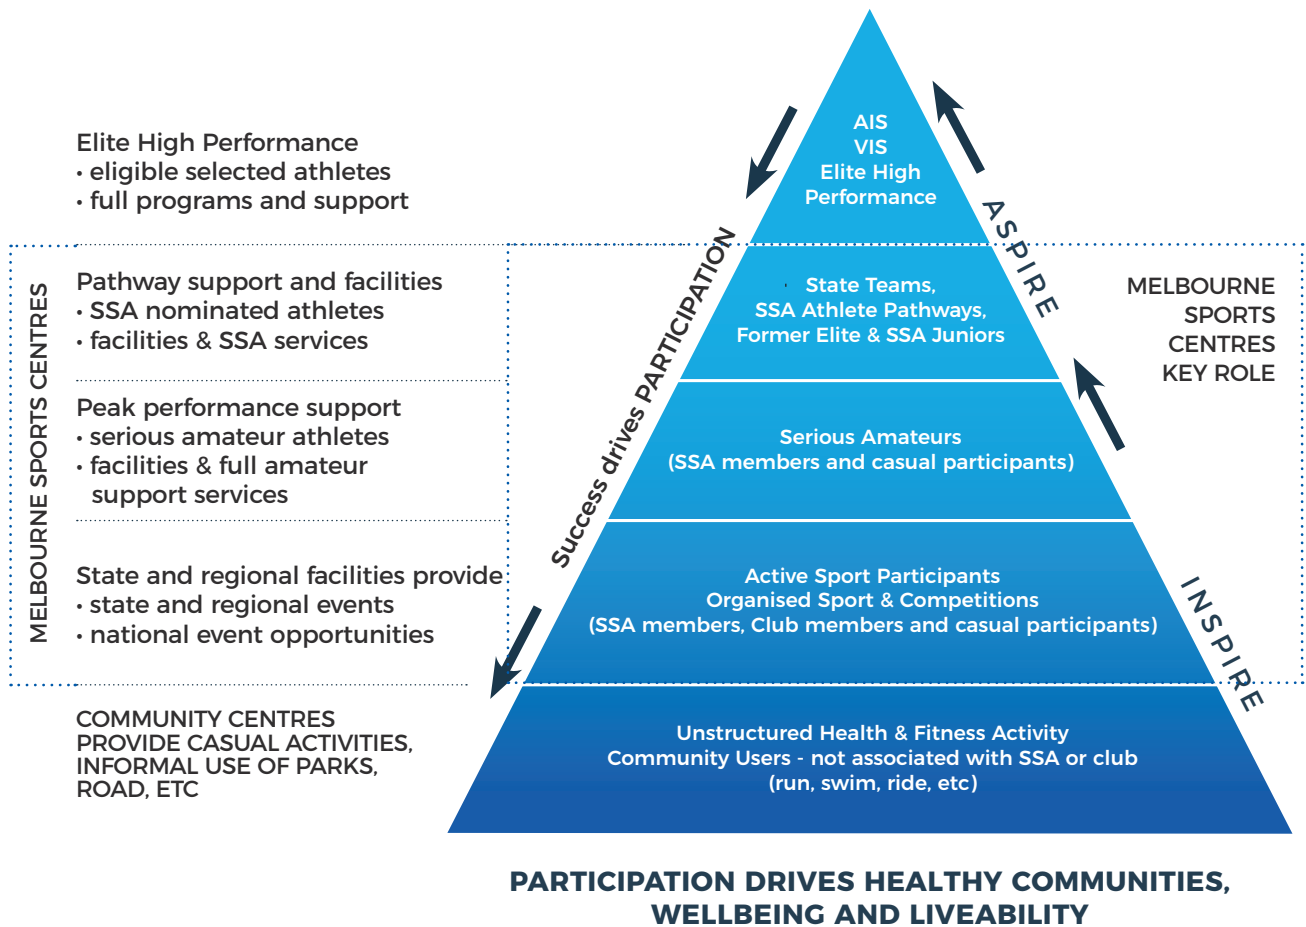 Elite High Performance
• eligible selected athletes
• full programs and support
MELBOURNE SPORTS CENTRES
Pathway support and facilities
• SSA nominated athletes
• facilities & SSA services
Peak performance support
• serious amateur athletes
• facilities & full amateur
support services
State and regional facilities provide
• state and regional events
• national event opportunities
COMMUNITY CENTRES
PROVIDE CASUAL ACTIVITIES,
INFORMAL USE OF PARKS,
ROAD, ETC
Success drives PARTICIPATION
AIS
VIS
Elite High
Performance
State Teams,
SSA Athlete Pathways,
Former Elite & SSA Juniors
Serious Amateurs
(SSA members and casual participants)
Active Sport Participants
Organised Sport & Competitions
(SSA members, Club members and casual participants)
Unstructured Health & Fitness Activity
Community Users - not associated with SSA or club
(run, swim, ride, etc)
ASPIRE
INSPIRE
MELBOURNE
SPORTS
CENTRES
KEY ROLE
PARTICIPATION DRIVES HEALTHY COMMUNITIES,
WELLBEING AND LIVEABILITY